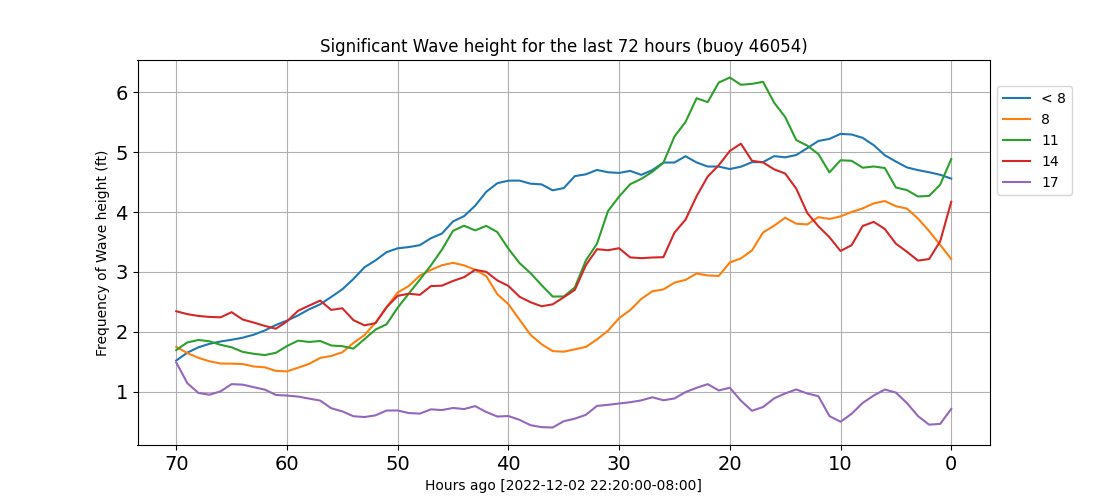 Significant Wave height for the last 72 hours (buoy 46054)
Frequency of Wave height (ft)
6
5
4
3
2
1
70 60 50 40 30 20 10 0
Hours ago [2022-12-02 22:20:00-08:00]
< 8
8
11
14
17